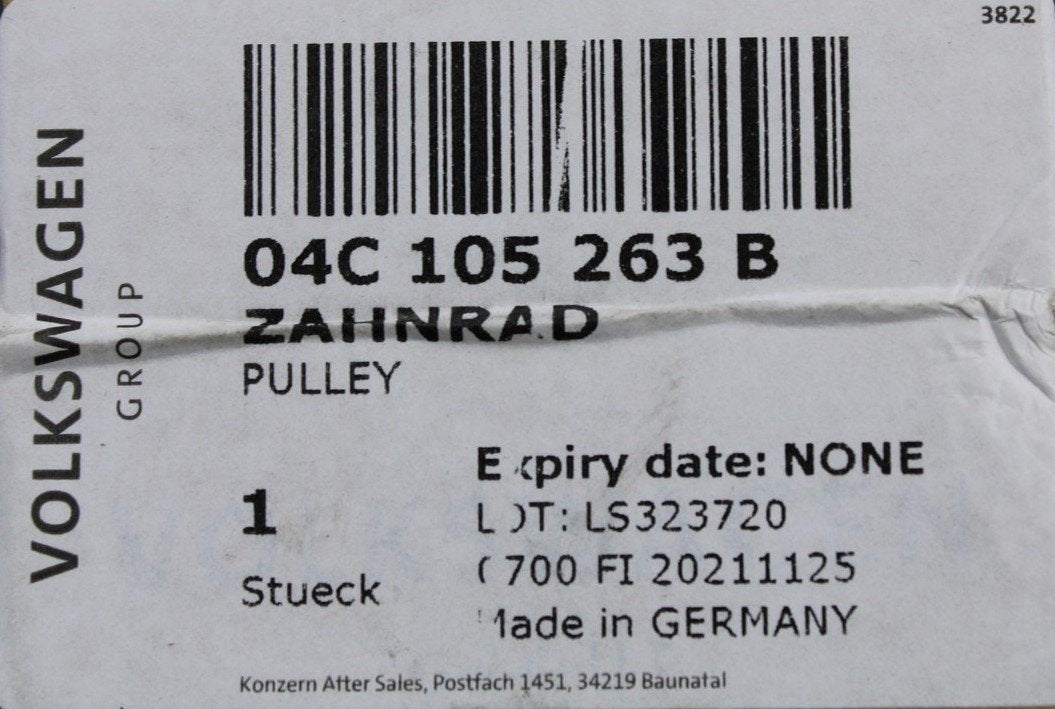 3822
VOLKSWAGEN
GROUP
04C 105 263 B
ZAHNRAD
PULLEY
Expiry date: NONE
1
LOT: LS323720
700 FI 20211125
Stueck
Made in GERMANY
Konzern After Sales, Postfach 1451, 34219 Baunatal